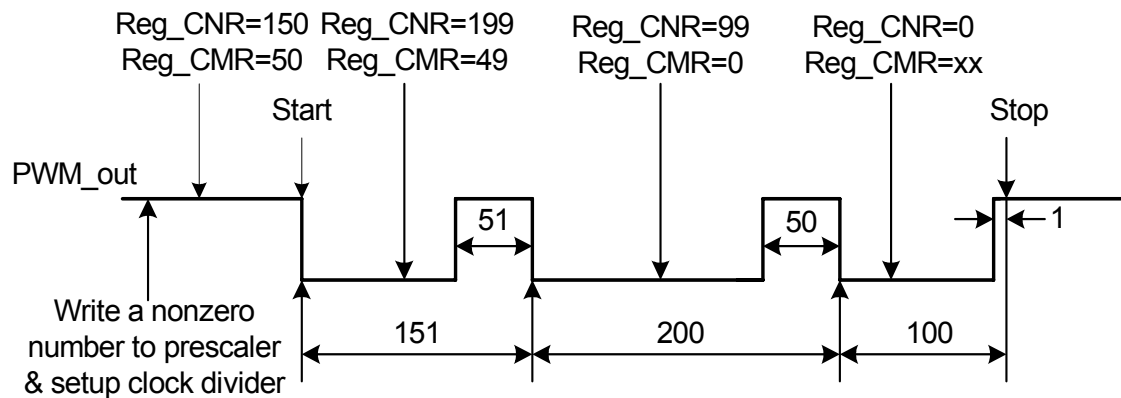 Reg_CNR=150 Reg_CNR=199 Reg_CNR=99 Reg_CNR=0
Reg_CMR=50 Reg_CMR=49 Reg_CMR=0 Reg_CMR=xx
Start Stop
PWM_out
51 50 1
Write a nonzero
number to prescaler
& setup clock divider
151 200 100